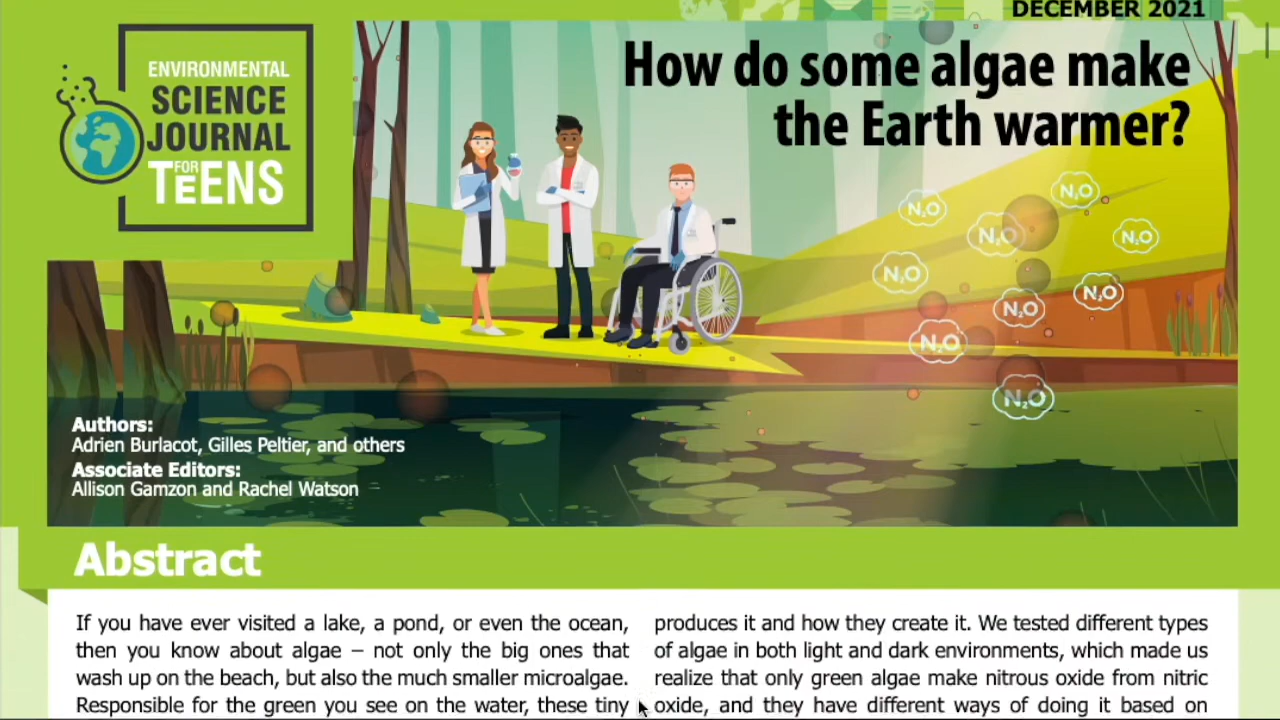 DECEMBER 2021
ENVIRONMENTAL
SCIENCE
JOURNAL
FOR
TEENS
How do some algae make
the Earth warmer?
N₂O
N₂O
N₂O
N₂O
N₂O
N₂O
N₂O
N₂O
N₂O
Authors:
Adrien Burlacot, Gilles Peltier, and others
Associate Editors:
Allison Gamzon and Rachel Watson
Abstract
If you have ever visited a lake, a pond, or even the ocean,
then you know about algae – not only the big ones that
wash up on the beach, but also the much smaller microalgae.
Responsible for the green you see on the water, these tiny
produces it and how they create it. We tested different types
of algae in both light and dark environments, which made us
realize that only green algae make nitrous oxide from nitric
oxide, and they have different ways of doing it based on